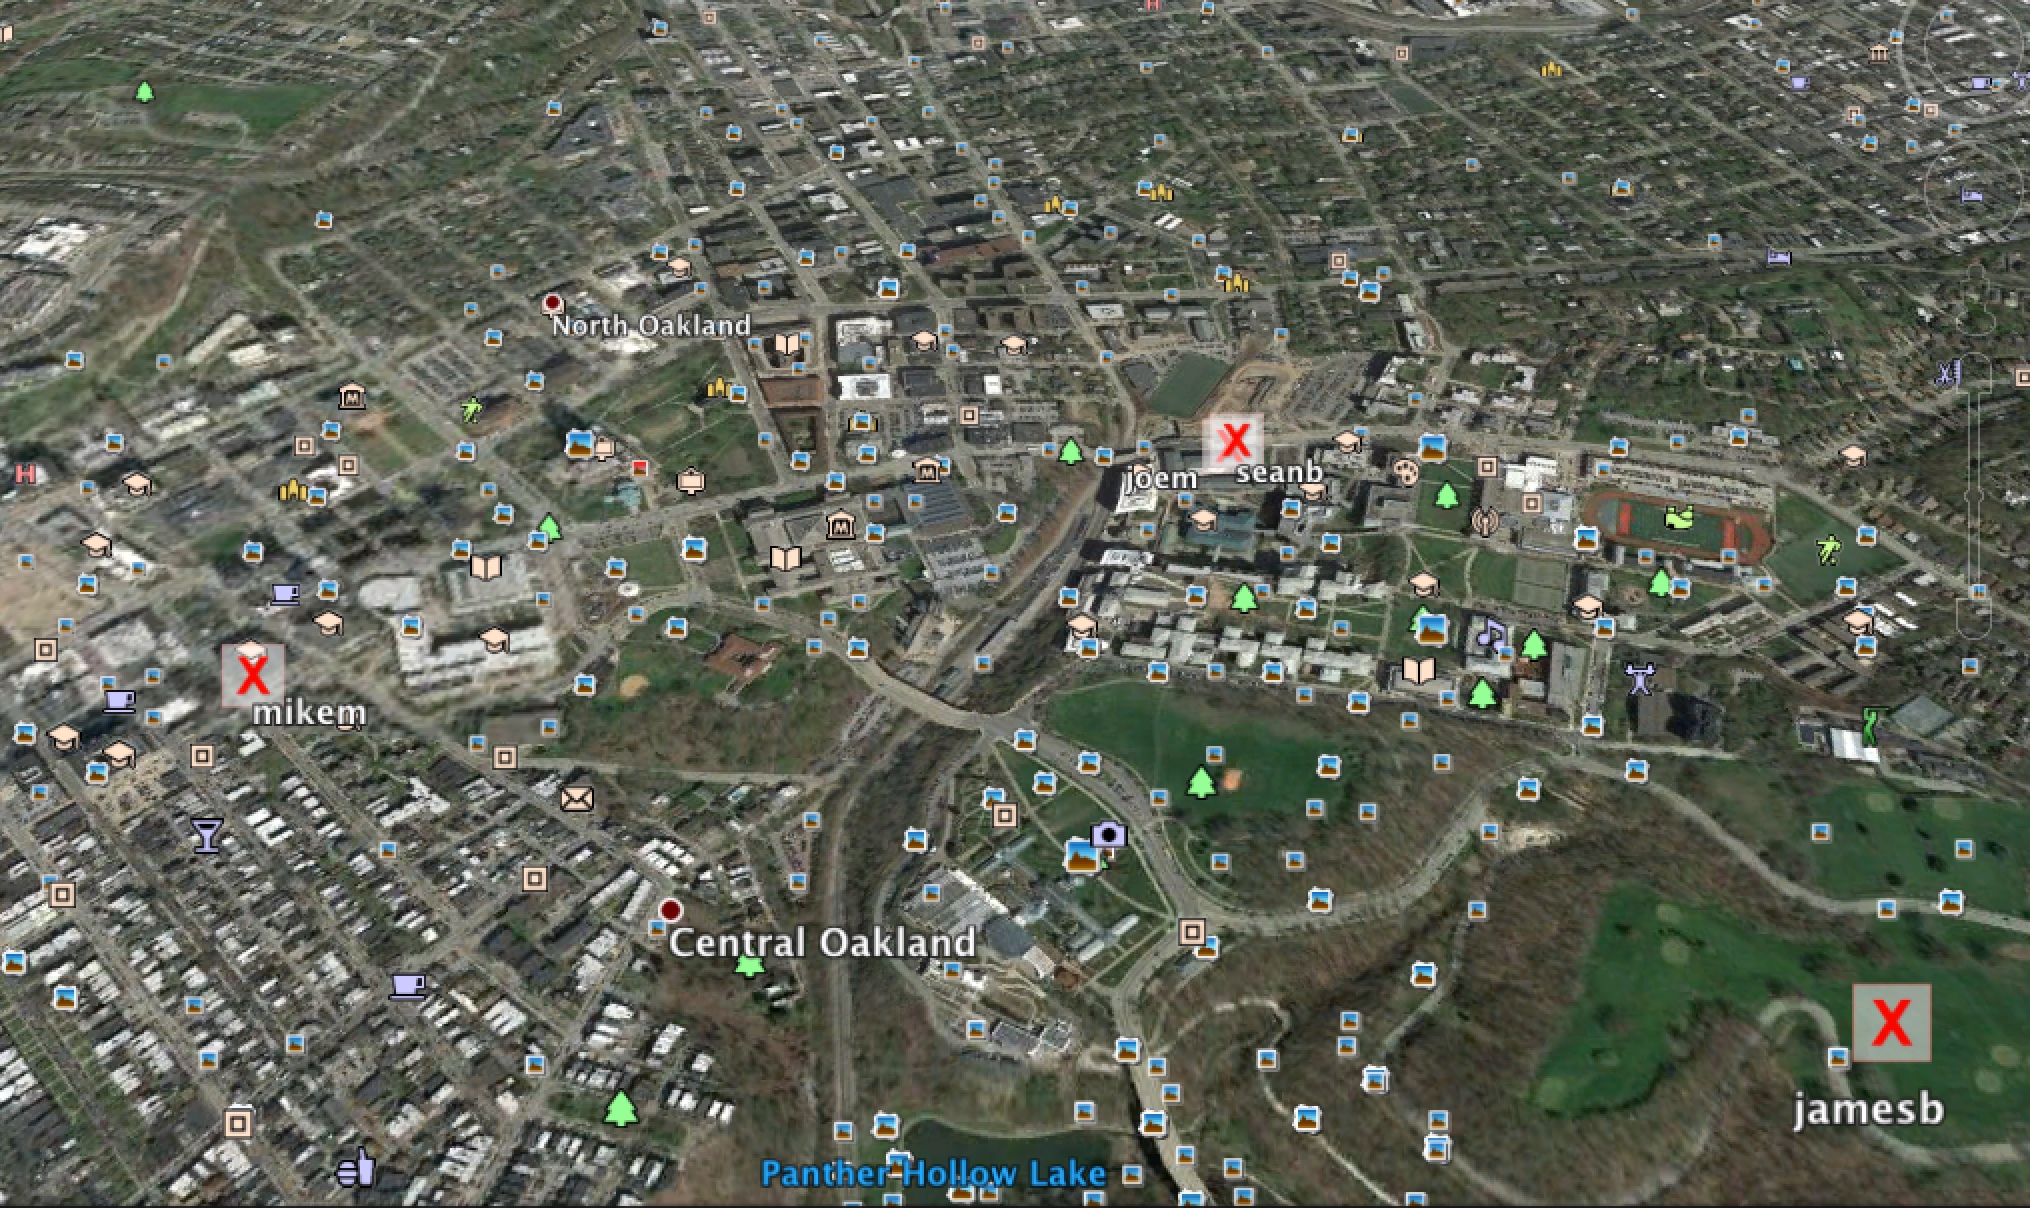 North Oakland
X
joem
seanb
X
mikem
Central Oakland
X
jamesb
Panther Hollow Lake